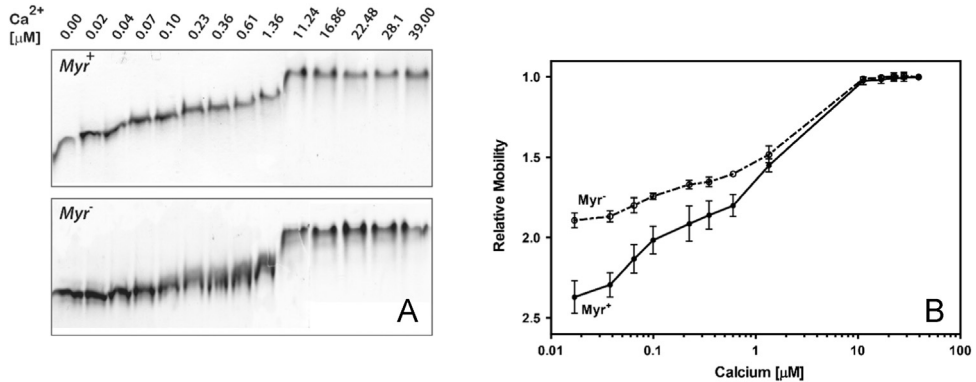 Ca2+
[µM]
0.00 0.02 0.04 0.07 0.10 0.23 0.36 0.61 1.36 11.24 16.86 22.48 28.1 39.00
Myr+
Myr-
A
1.0
1.5
2.0
2.5
Relative Mobility
Myr-
Myr+
B
0.01 0.1 1 10 100
Calcium [µM]